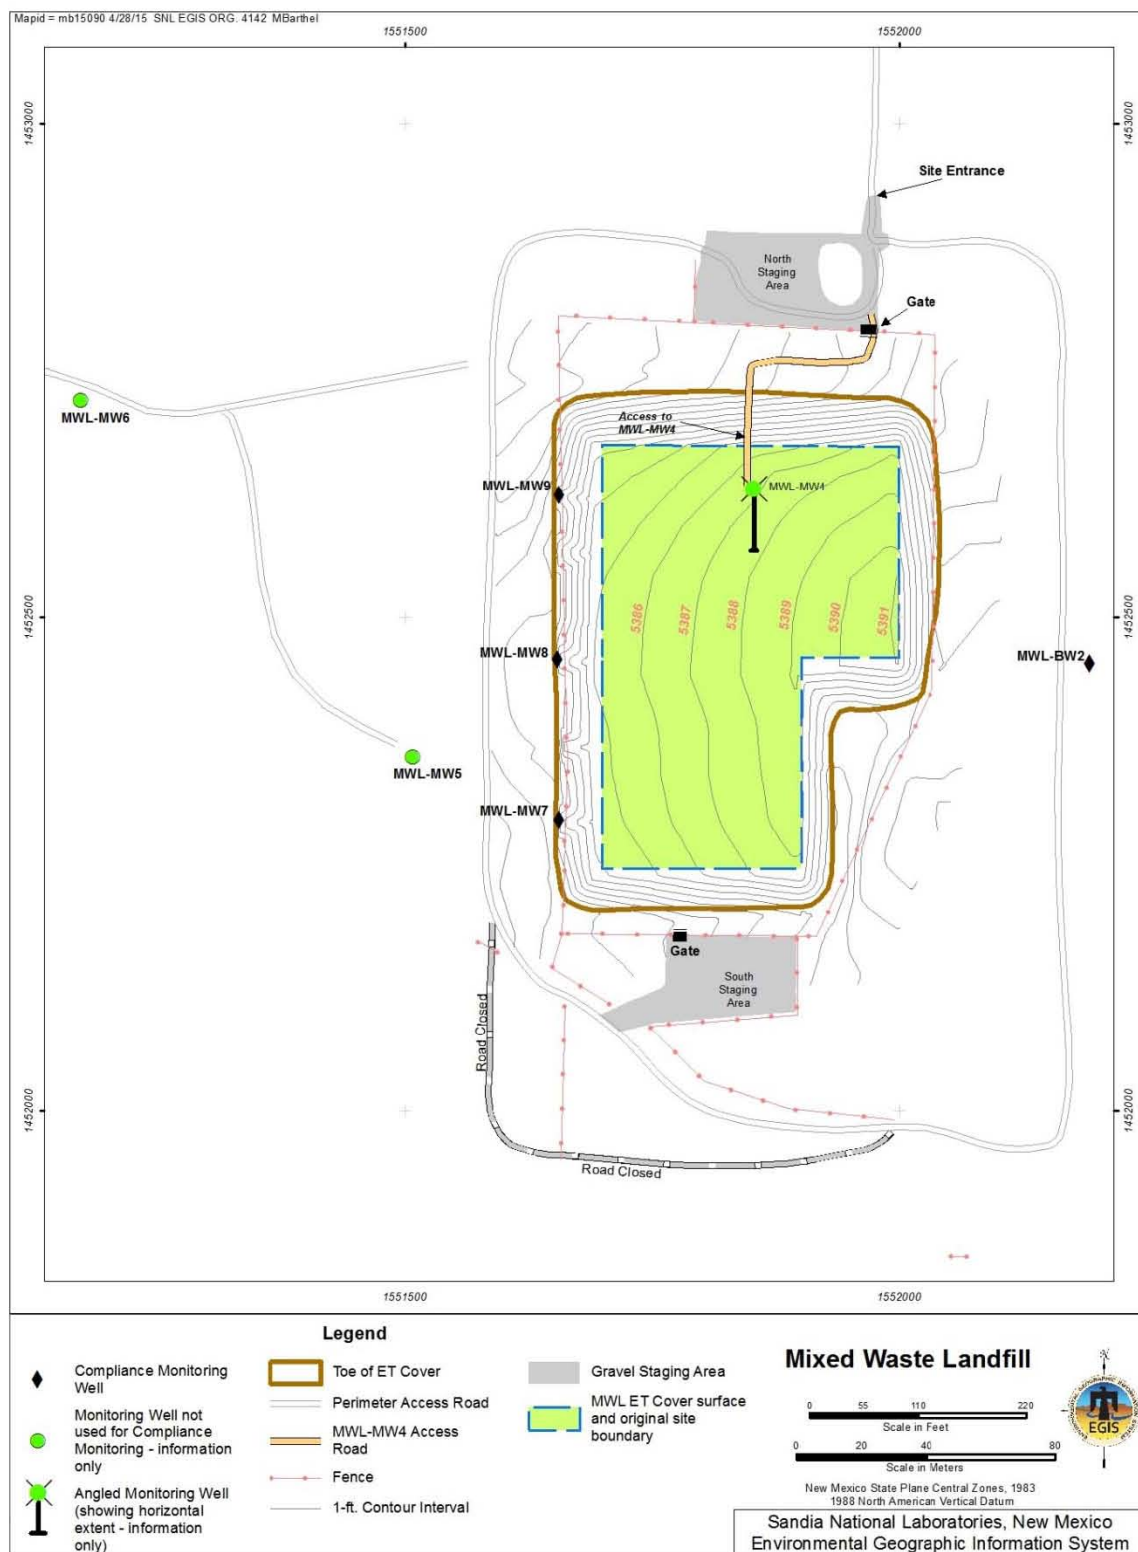 Mapid = mb15090 4/28/15 SNL EGIS ORG. 4142 MBarthel
1551500
1552000
1453000
1453000
Site Entrance
North
Staging
Area
Gate
MWL-MW6
Access to
MWL-MW4
MWL-MW9
MWL-MW4
1452500
5386
5387
5388
5389
5390
5391
1452500
MWL-MW8
MWL-BW2
MWL-MW5
MWL-MW7
Gate
South
Staging
Area
Road Closed
1452000
1452000
Road Closed
1551500
1552000
Legend
Compliance Monitoring
Well
Monitoring Well not
used for Compliance
Monitoring - information
only
Angled Monitoring Well
(showing horizontal
extent - information
only)
Toe of ET Cover
Perimeter Access Road
MWL-MW4 Access
Road
Fence
1-ft. Contour Interval
Gravel Staging Area
MWL ET Cover surface
and original site
boundary
Mixed Waste Landfill
0 55 110 220
Scale in Feet
0 20 40 80
Scale in Meters
EGIS
New Mexico State Plane Central Zones, 1983
1988 North American Vertical Datum
Sandia National Laboratories, New Mexico
Environmental Geographic Information System